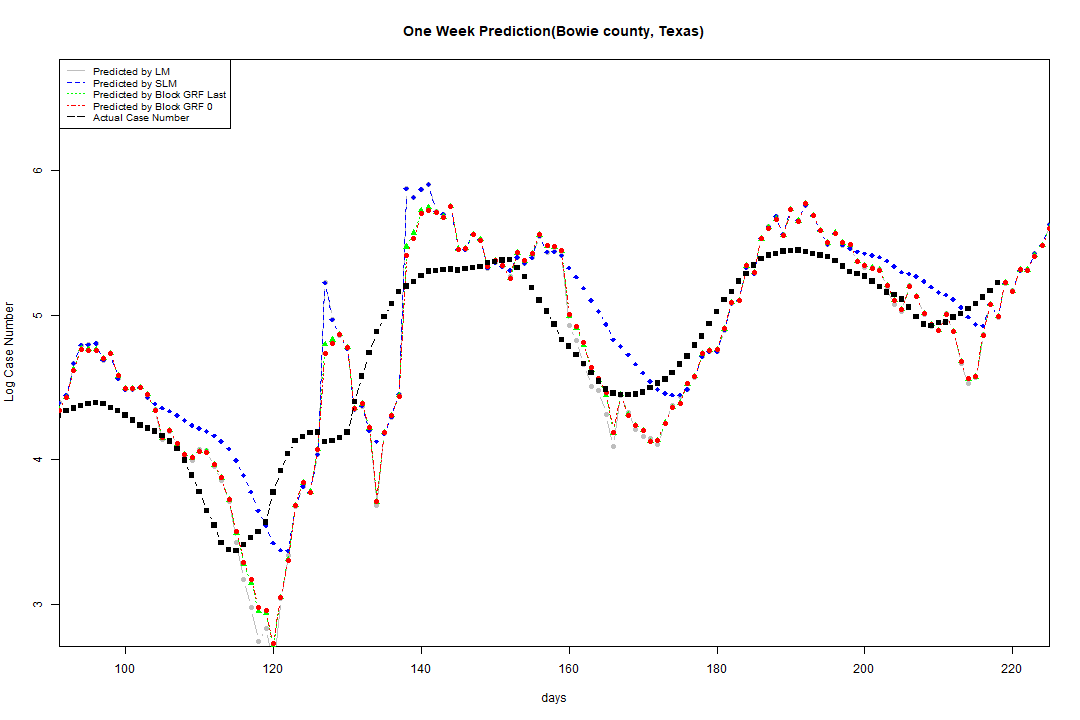 One Week Prediction(Bowie county, Texas)
Predicted by LM
Predicted by SLM
Predicted by Block GRF Last
Predicted by Block GRF 0
Actual Case Number
6
5
4
3
Log Case Number
100 120 140 160 180 200 220
days